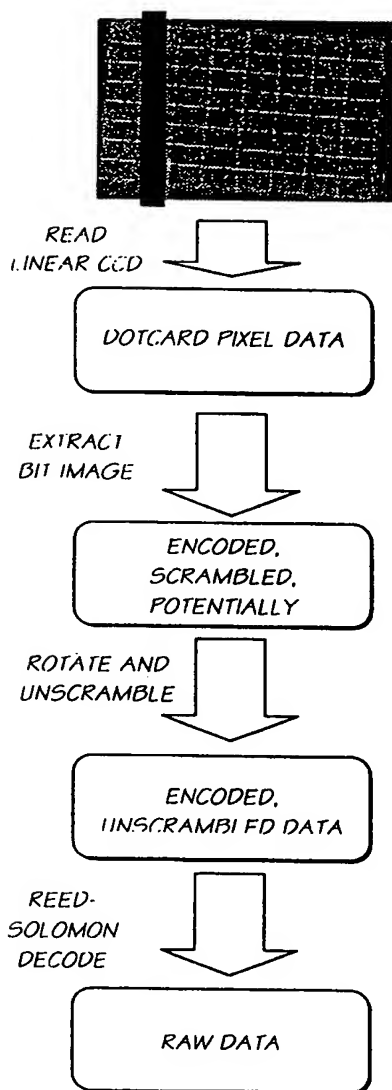 READ
LINEAR CCD
DOTCARD PIXEL DATA
EXTRACT
BIT IMAGE
ENCODED,
SCRAMBLED,
POTENTIALLY
ROTATE AND
UNSCRAMBLE
ENCODED,
UNSCRAMBLED DATA
REED-
SOLOMON
DECODE
RAW DATA